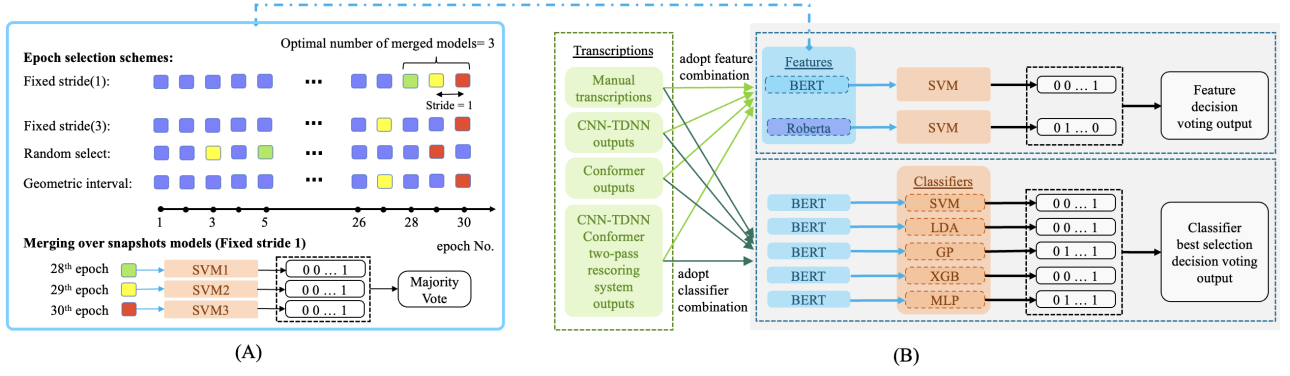 Optimal number of merged models= 3
Epoch selection schemes:
Fixed stride(1):
...
Stride = 1
Fixed stride(3):
...
Random select:
...
Geometric interval:
...
1
3
5
26
28
30
epoch No.
Merging over snapshots models (Fixed stride 1)
28th epoch
SVM1
0 0 ... 1
29th epoch
SVM2
0 0 ... 1
30th epoch
SVM3
0 0 ... 1
Majority
Vote
(A)
Transcriptions
Manual
transcriptions
CNN-TDNN
outputs
Conformer
outputs
CNN-TDNN
Conformer
two-pass
rescoring
system
outputs
adopt feature
combination
adopt
classifier
combination
Features
BERT
SVM
0 0 ... 1
Roberta
SVM
0 1 ... 0
Feature
decision
voting output
Classifiers
BERT
SVM
0 0 ... 1
BERT
LDA
0 0 ... 1
BERT
GP
0 1 ... 1
BERT
XGB
0 0 ... 1
BERT
MLP
0 1 ... 1
Classifier
best selection
decision voting
output
(B)